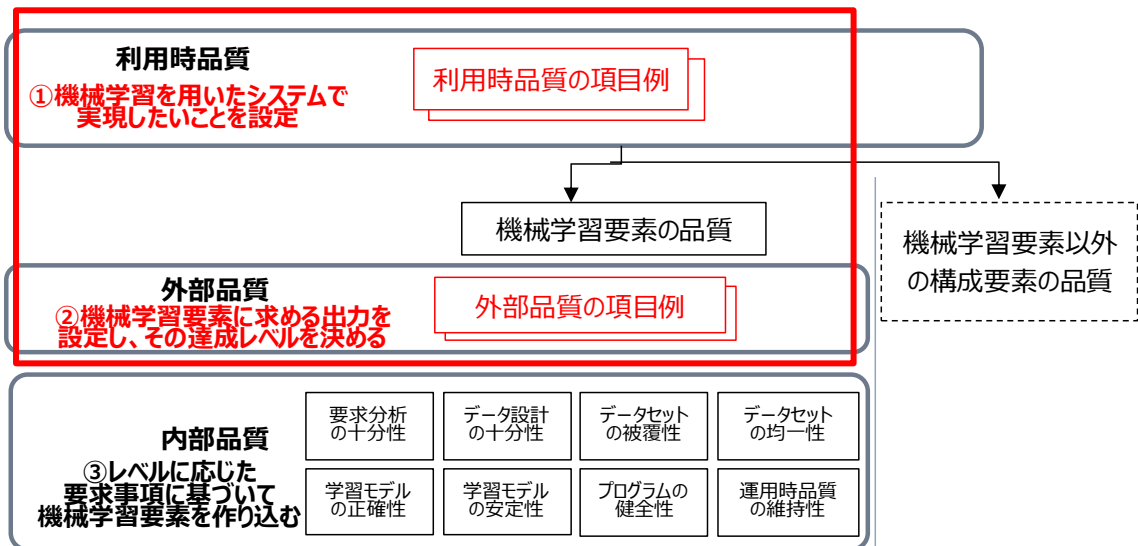 利用時品質
①機械学習を用いたシステムで
実現したいことを設定
利用時品質の項目例
機械学習要素の品質
機械学習要素以外
の構成要素の品質
外部品質
②機械学習要素に求める出力を
設定し、その達成レベルを決める
外部品質の項目例
内部品質
③レベルに応じた
要求事項に基づいて
機械学習要素を作り込む
要求分析
の十分性
データ設計
の十分性
データセット
の被覆性
データセット
の均一性
学習モデル
の正確性
学習モデル
の安定性
プログラムの
健全性
運用時品質
の維持性